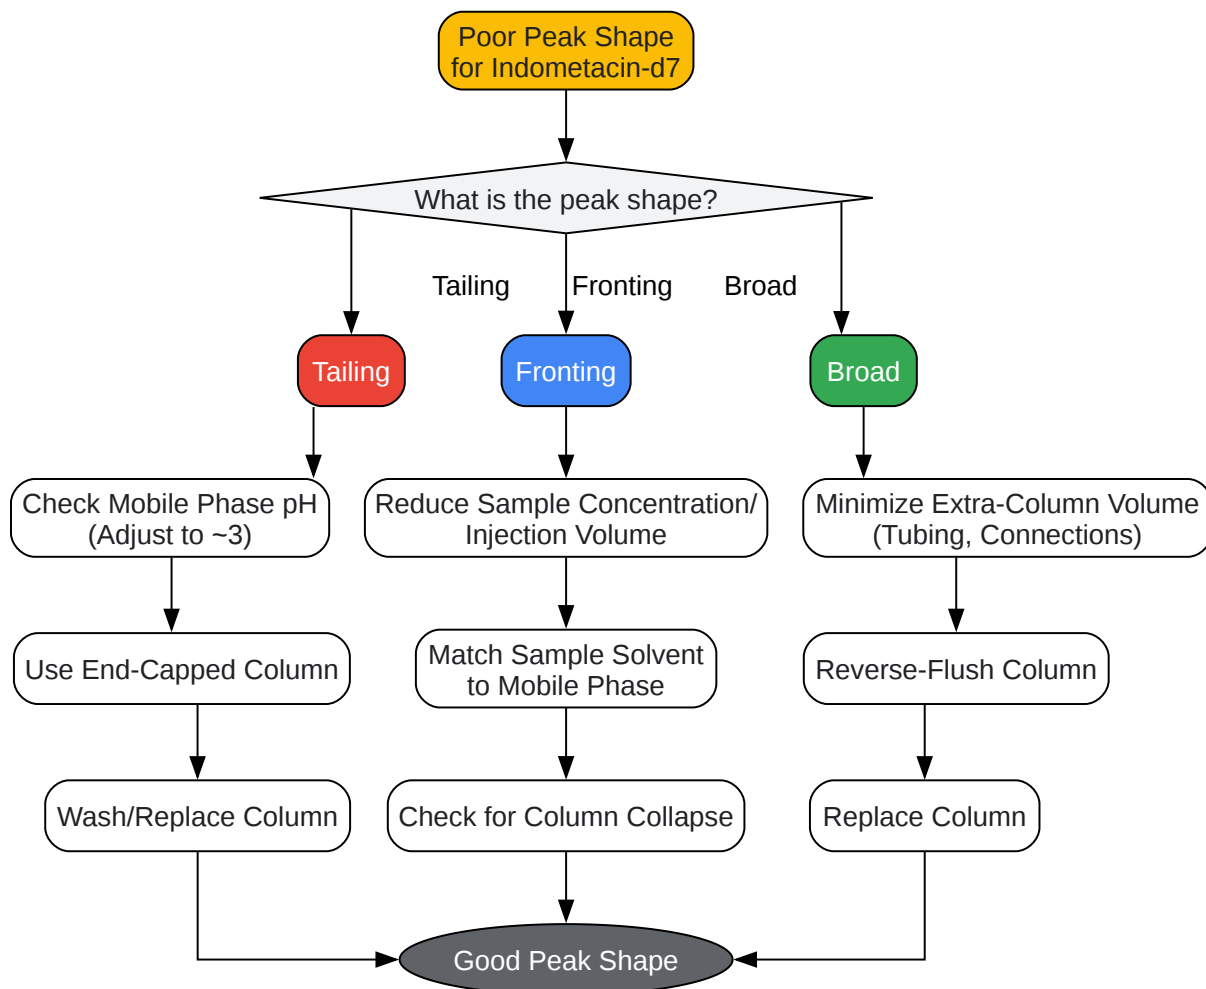 Poor Peak Shape
for Indometacin-d7
What is the peak shape?
Tailing
Fronting
Broad
Tailing
Fronting
Broad
Check Mobile Phase pH
(Adjust to ~3)
Reduce Sample Concentration/
Injection Volume
Minimize Extra-Column Volume
(Tubing, Connections)
Use End-Capped Column
Match Sample Solvent
to Mobile Phase
Reverse-Flush Column
Wash/Replace Column
Check for Column Collapse
Replace Column
Good Peak Shape